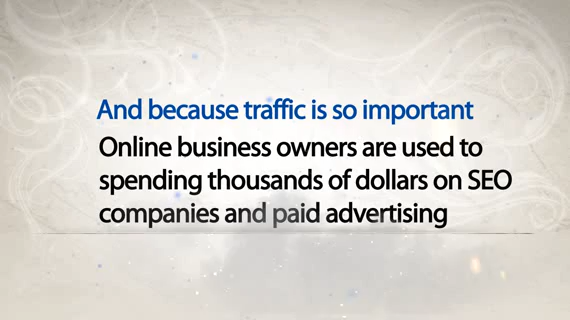 And because traffic is so important
Online business owners are used to
spending thousands of dollars on SEO
companies and paid advertising